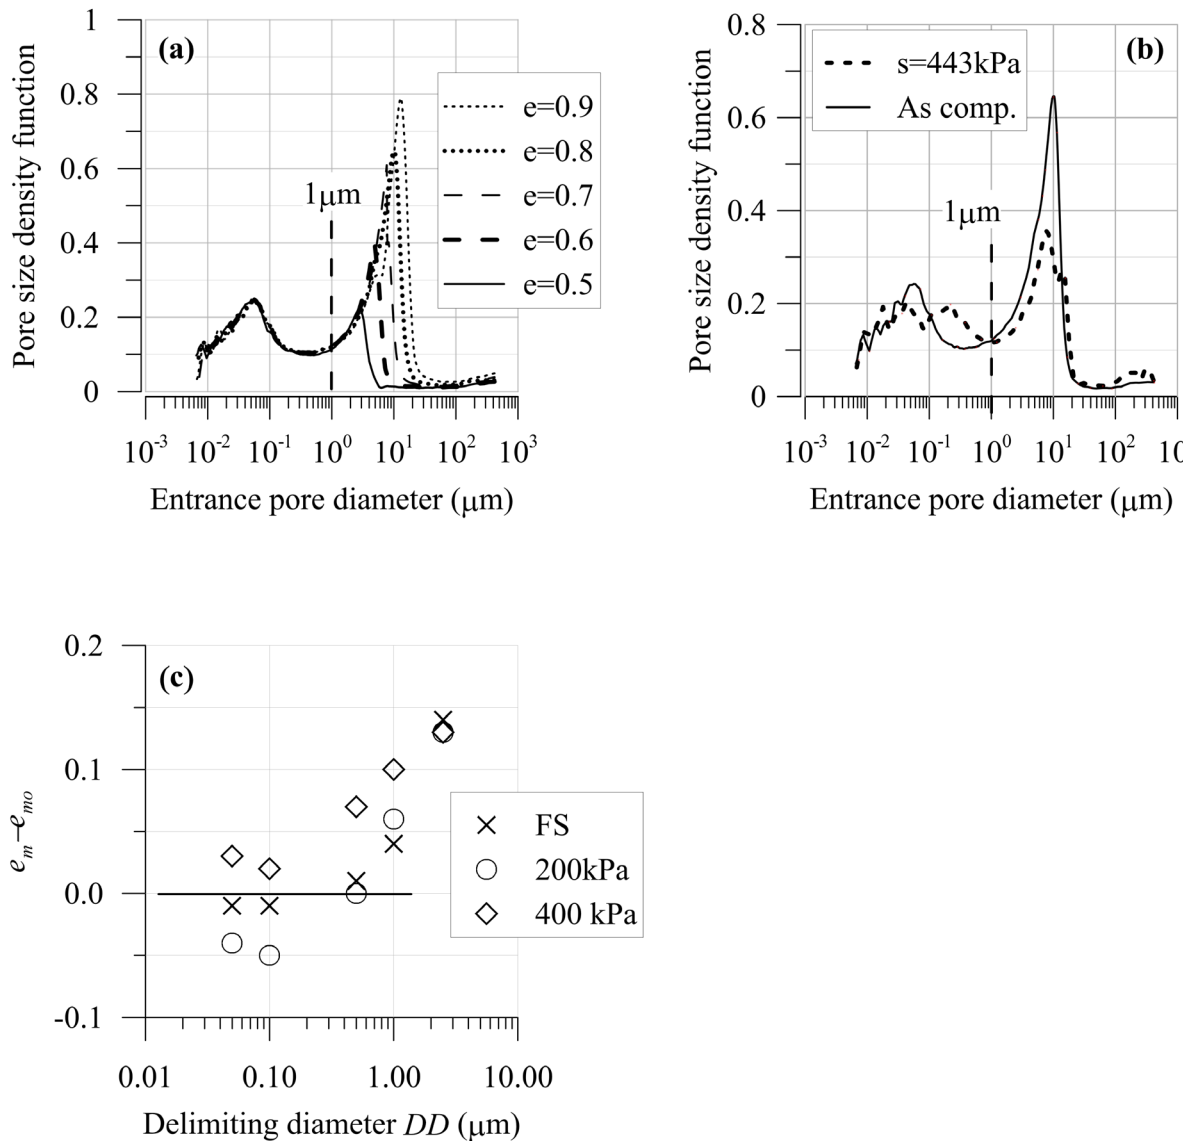 (a)
1
0.8
0.6
0.4
0.2
0
Pore size density function
1μm
e=0.9
e=0.8
e=0.7
e=0.6
e=0.5
10-3 10-2 10-1 100 101 102 103
Entrance pore diameter (μm)
(b)
0.8
0.6
0.4
0.2
0
Pore size density function
s=443kPa
As comp.
1μm
10-3 10-2 10-1 100 101 102 10
Entrance pore diameter (μm)
(c)
0.2
0.1
0.0
-0.1
em–emo
FS
200kPa
400 kPa
0.01 0.10 1.00 10.00
Delimiting diameter DD (μm)